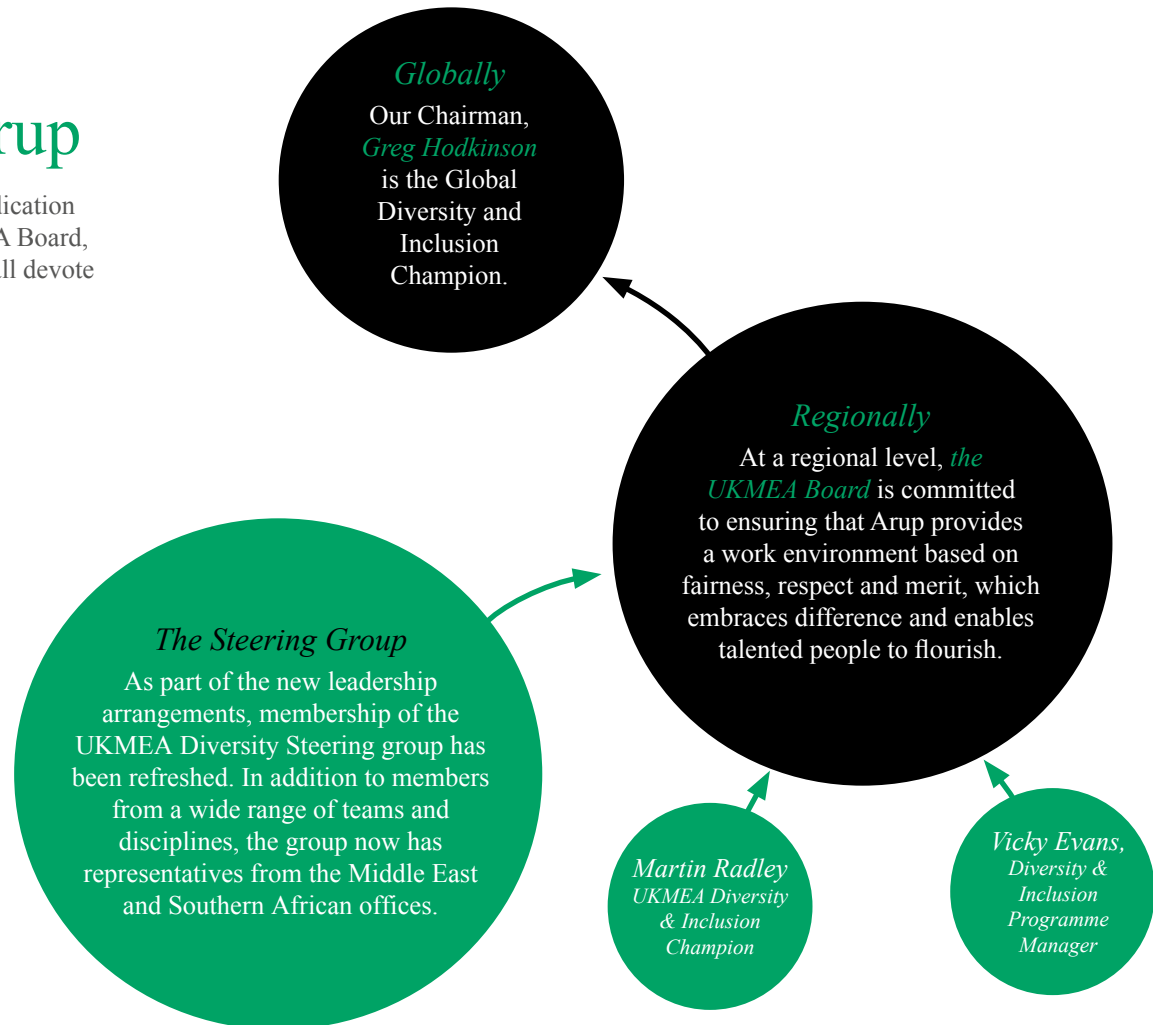 rup
lication
A Board,
all devote
Globally
Our Chairman,
Greg Hodkinson
is the Global
Diversity and
Inclusion
Champion.
Regionally
At a regional level, the
UKMEA Board is committed
to ensuring that Arup provides
a work environment based on
fairness, respect and merit, which
embraces difference and enables
talented people to flourish.
The Steering Group
As part of the new leadership
arrangements, membership of the
UKMEA Diversity Steering group has
been refreshed. In addition to members
from a wide range of teams and
disciplines, the group now has
representatives from the Middle East
and Southern African offices.
Martin Radley
UKMEA Diversity
& Inclusion
Champion
Vicky Evans,
Diversity &
Inclusion
Programme
Manager